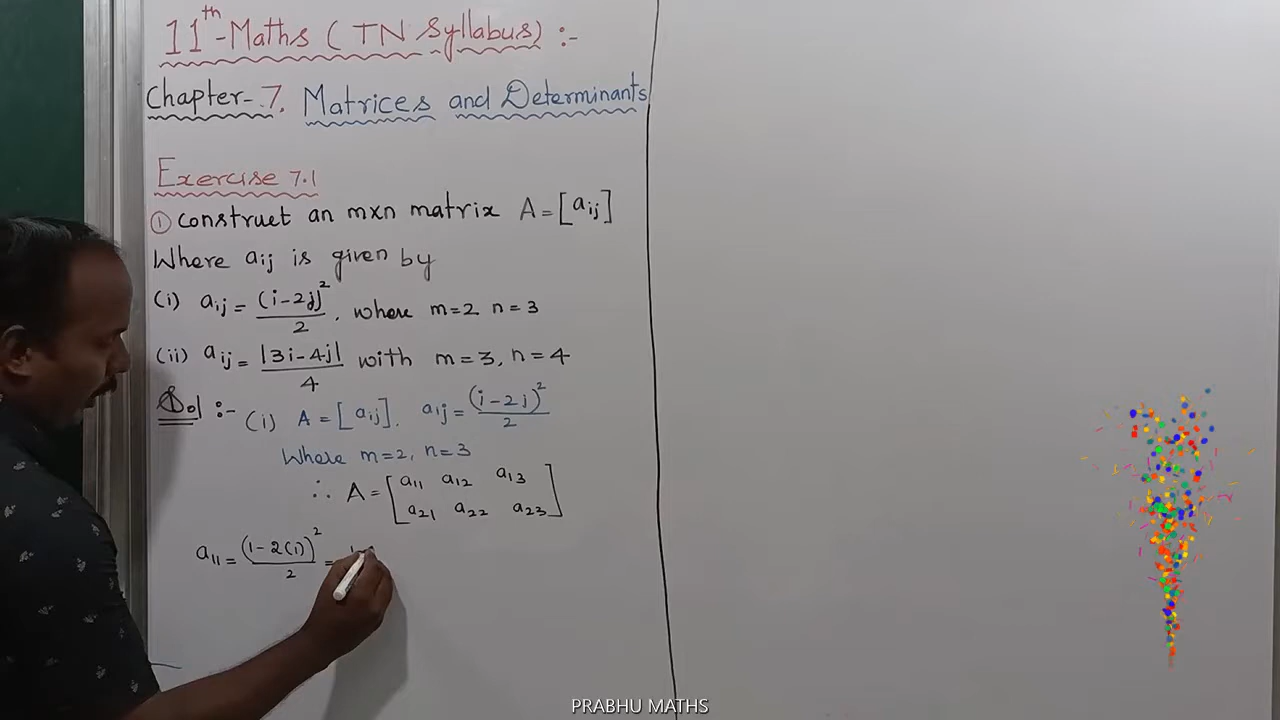 11th-Maths (TN Syllabus) :-
Chapter-7. Matrices and Determinants
Exercise 7.1
① Construct an mxn matrix A = [aij]
Where aij is given by
(i) aij = (i-2j)²/2, where m=2 n=3
(ii) aij = |3i-4j|/4 with m=3, n=4
Sol :- (i) A = [aij]. aij = (i-2j)²/2
Where m=2, n=3
∴ A = [a11 a12 a13
a21 a22 a23]
a11 = (1-2(1))²/2 =
PRABHU MATHS